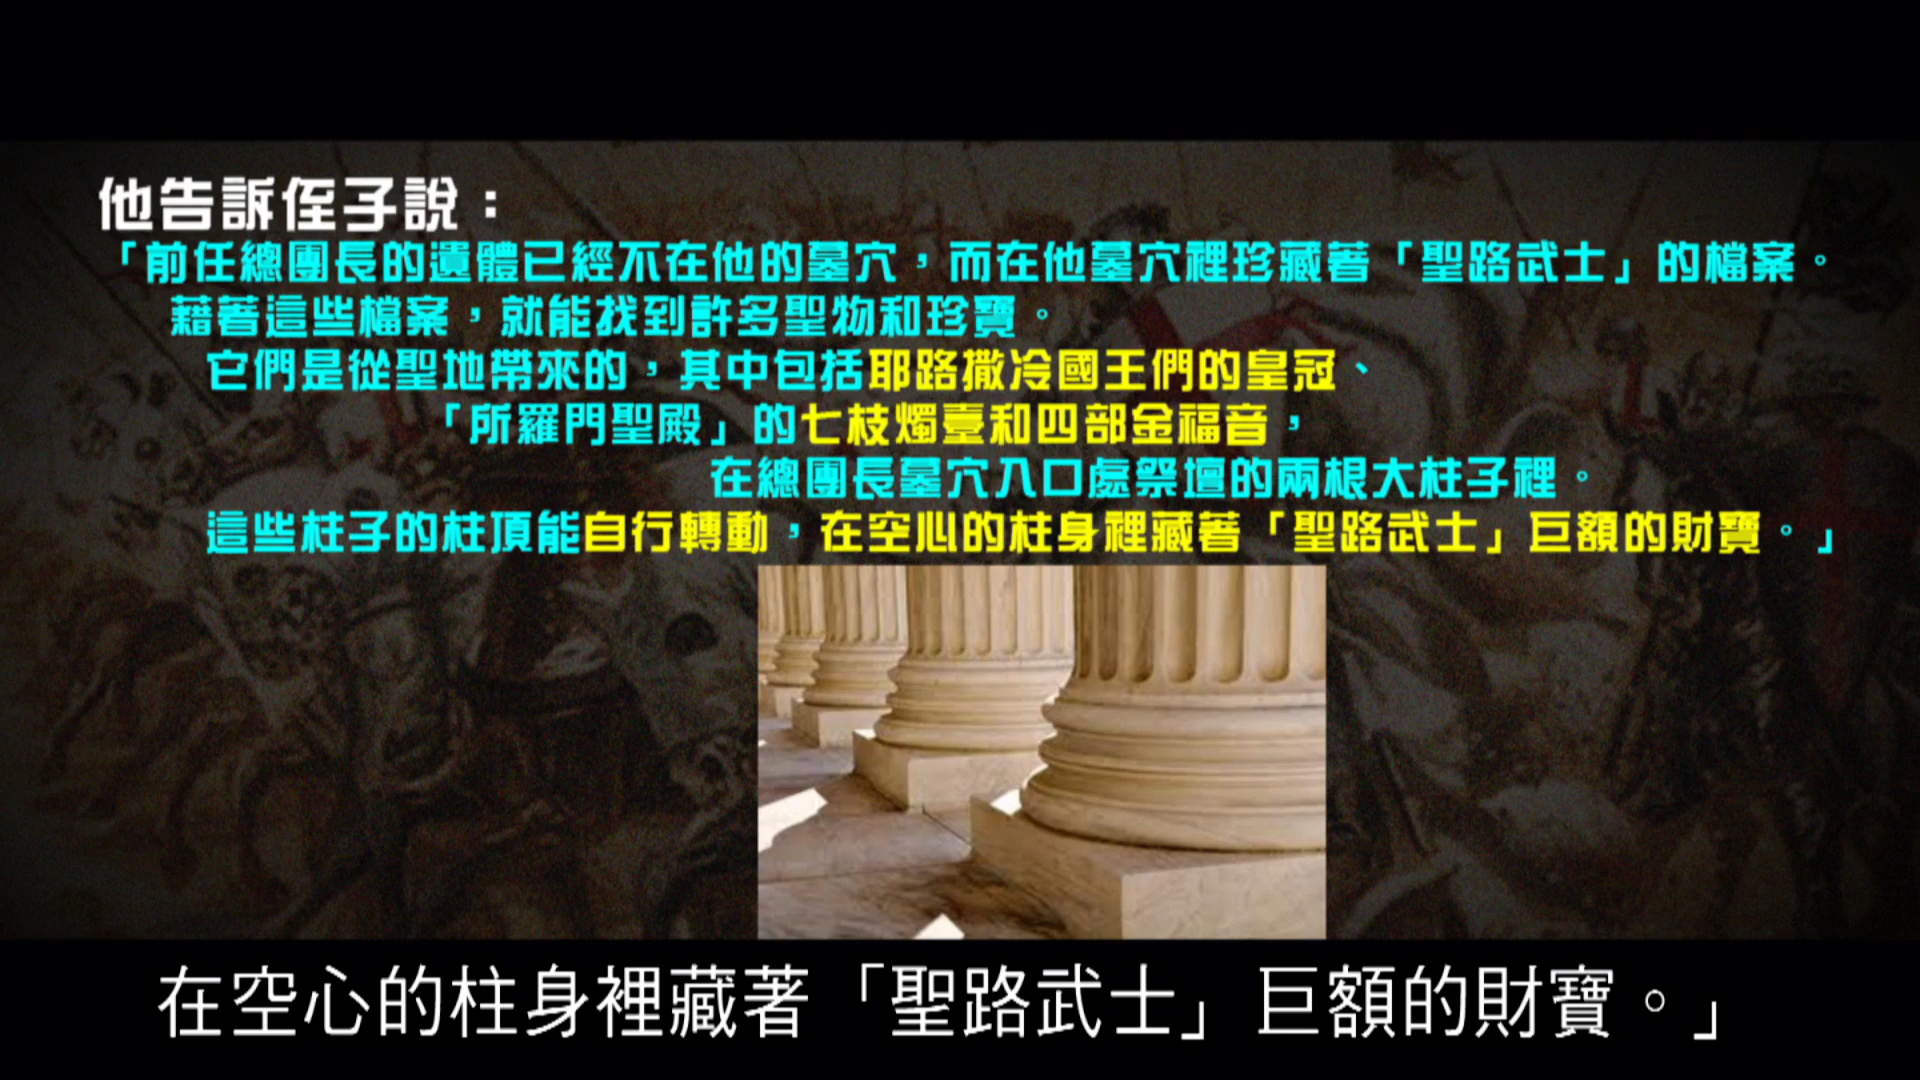 他告訴侄子說：
「前任總團長的遺體已經不在他的墓穴，而在他墓穴裡珍藏著「聖路武士」的檔案。
藉著這些檔案，就能找到許多聖物和珍寶。
它們是從聖地帶來的，其中包括耶路撒冷國王們的皇冠、
「所羅門聖殿」的七枝燭臺和四部金福音，
在總團長墓穴入口處祭壇的兩根大柱子裡。
這些柱子的柱頂能自行轉動，在空心的柱身裡藏著「聖路武士」巨額的財寶。」
在空心的柱身裡藏著「聖路武士」巨額的財寶。」